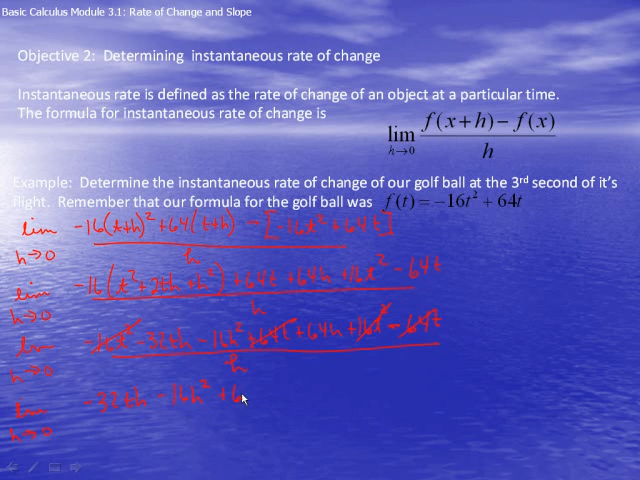 Basic Calculus Module 3.1: Rate of Change and Slope
Objective 2: Determining instantaneous rate of change
Instantaneous rate is defined as the rate of change of an object at a particular time.
The formula for instantaneous rate of change is
lim h→0 f(x+h)−f(x) / h
Example: Determine the instantaneous rate of change of our golf ball at the 3rd second of it's
flight. Remember that our formula for the golf ball was f(t) = −16t² + 64t
lim h→0 -16(t+h)² + 64(t+h) - [-16t² + 64t] / h
lim h→0 -16(t² + 2th + h²) + 64t + 64h + 16t² - 64t / h
lim h→0 -16t² - 32th - 16h² + 64t + 64h + 16t² - 64t / h
lim h→0 -32th - 16h² + 6